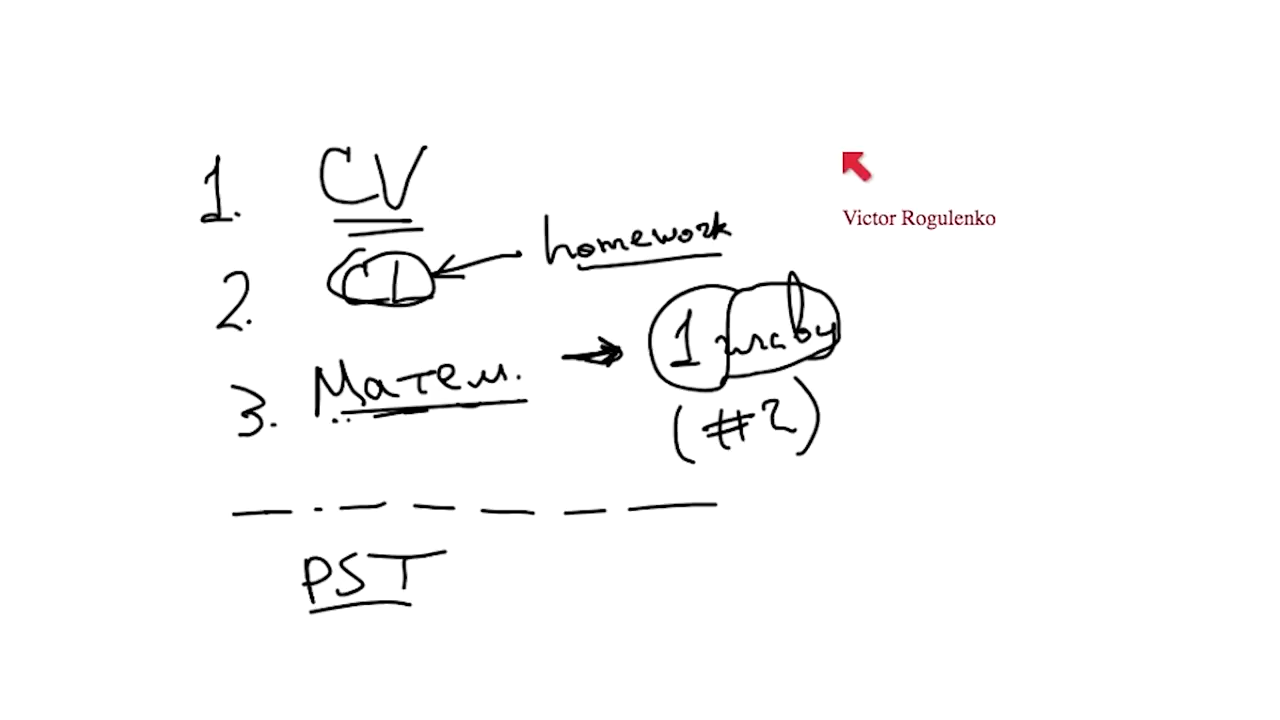 1. CV
Victor Rogulenko
homework
2. CL
3. Матем. → 1 главу
(#2)
PST